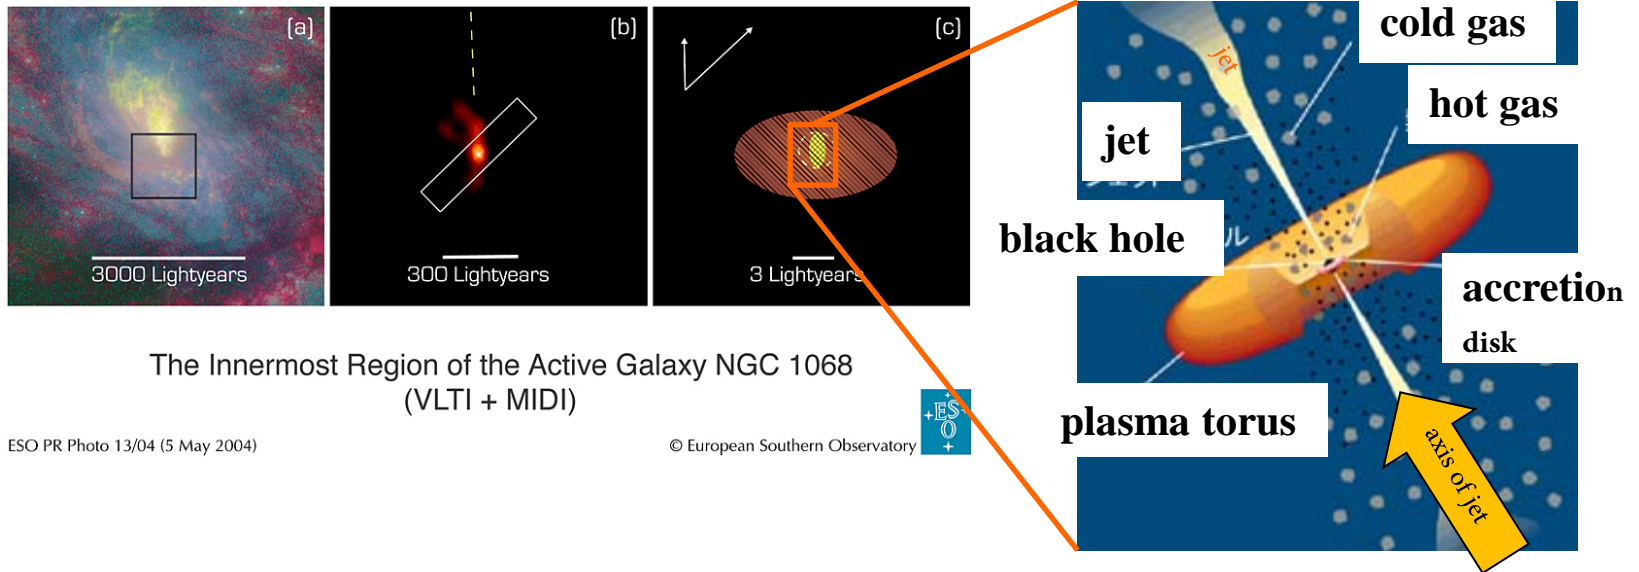 (a)
3000 Lightyears
(b)
300 Lightyears
(c)
3 Lightyears
The Innermost Region of the Active Galaxy NGC 1068
(VLTI + MIDI)
ESO PR Photo 13/04 (5 May 2004)
© European Southern Observatory
ES
O
cold gas
hot gas
jet
jet
black hole
ル
accretion
disk
plasma torus
axis of jet